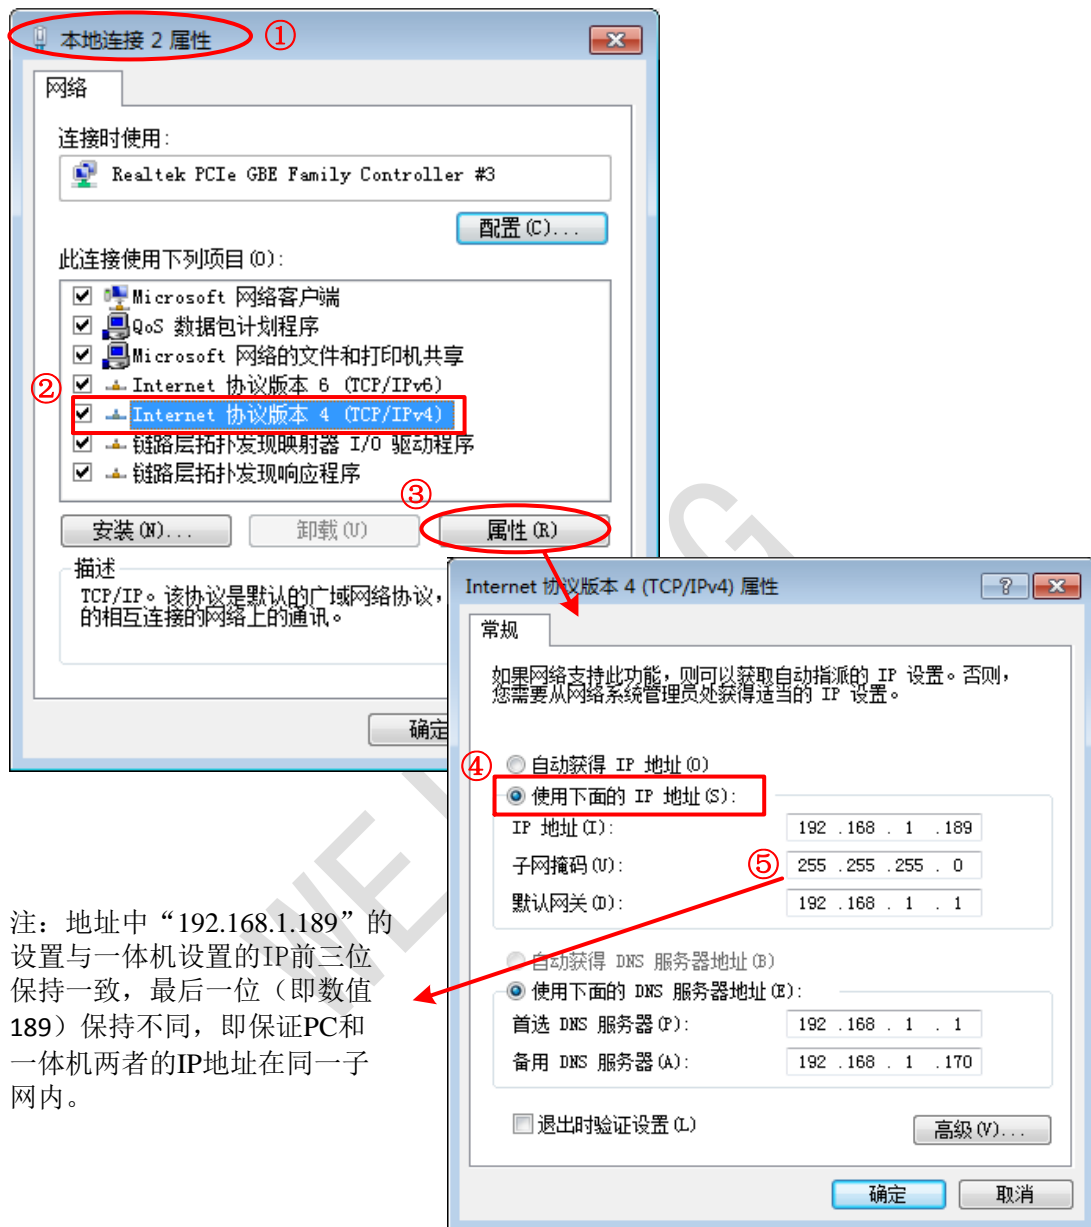 本地连接 2 属性
①
网络
连接时使用:
Realtek PCIe GBE Family Controller #3
配置(C)...
此连接使用下列项目(O):
Microsoft 网络客户端
QoS 数据包计划程序
Microsoft 网络的文件和打印机共享
②
Internet 协议版本 6 (TCP/IPv6)
Internet 协议版本 4 (TCP/IPv4)
链路层拓扑发现映射器 I/O 驱动程序
链路层拓扑发现响应程序
③
安装(N)...
卸载(U)
属性(R)
描述
TCP/IP。该协议是默认的广域网络协议，
的相互连接的网络上的通讯。
确定
Internet 协议版本 4 (TCP/IPv4) 属性
常规
如果网络支持此功能，则可以获取自动指派的 IP 设置。否则，
您需要从网络系统管理员处获得适当的 IP 设置。
④
自动获得 IP 地址(O)
使用下面的 IP 地址(S):
IP 地址(I): 192 .168 . 1 .189
子网掩码(U): ⑤ 255 .255 .255 . 0
默认网关(D): 192 .168 . 1 . 1
自动获得 DNS 服务器地址(B)
使用下面的 DNS 服务器地址(E):
首选 DNS 服务器(P): 192 .168 . 1 . 1
备用 DNS 服务器(A): 192 .168 . 1 .170
退出时验证设置(L)
高级(V)...
确定
取消
注：地址中“192.168.1.189”的
设置与一体机设置的IP前三位
保持一致，最后一位（即数值
189）保持不同，即保证PC和
一体机两者的IP地址在同一子
网内。